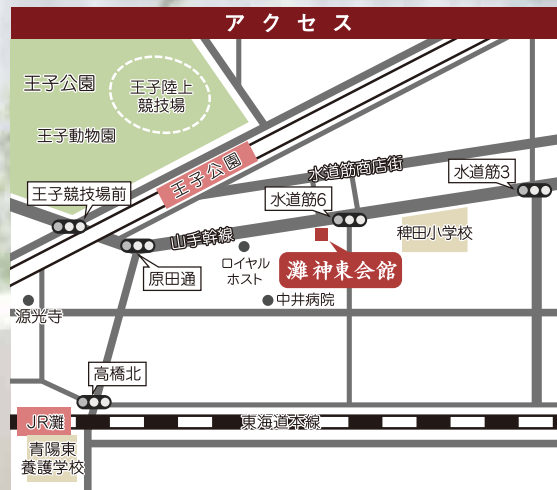 アクセス
王子公園
王子陸上
競技場
王子動物園
王子公園
水道筋商店街
水道筋3
王子競技場前
水道筋6
山手幹線
稗田小学校
原田通
ロイヤル
ホスト
灘神東会館
中井病院
源光寺
高橋北
JR灘
東海道本線
青陽東
養護学校